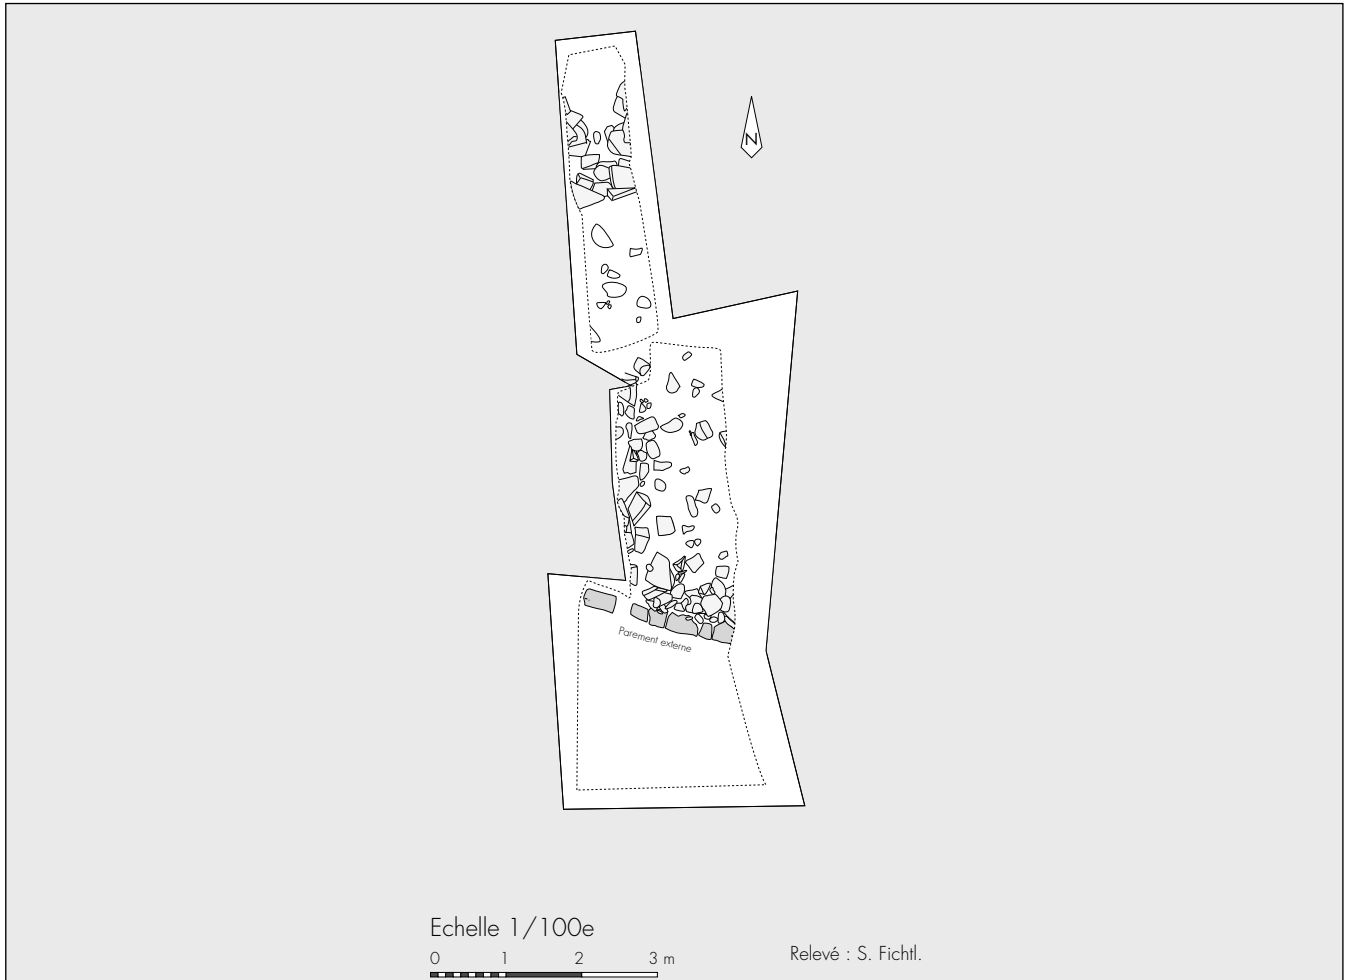 N
Parement externe
Echelle 1/100e
0 1 2 3 m
Relevé : S. Fichtl.